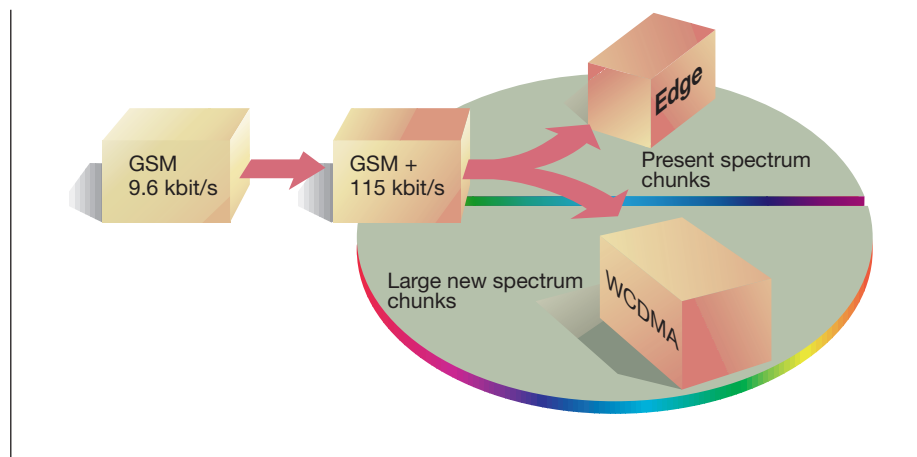 GSM
9.6 kbit/s
GSM +
115 kbit/s
Edge
Present spectrum
chunks
Large new spectrum
chunks
WCDMA